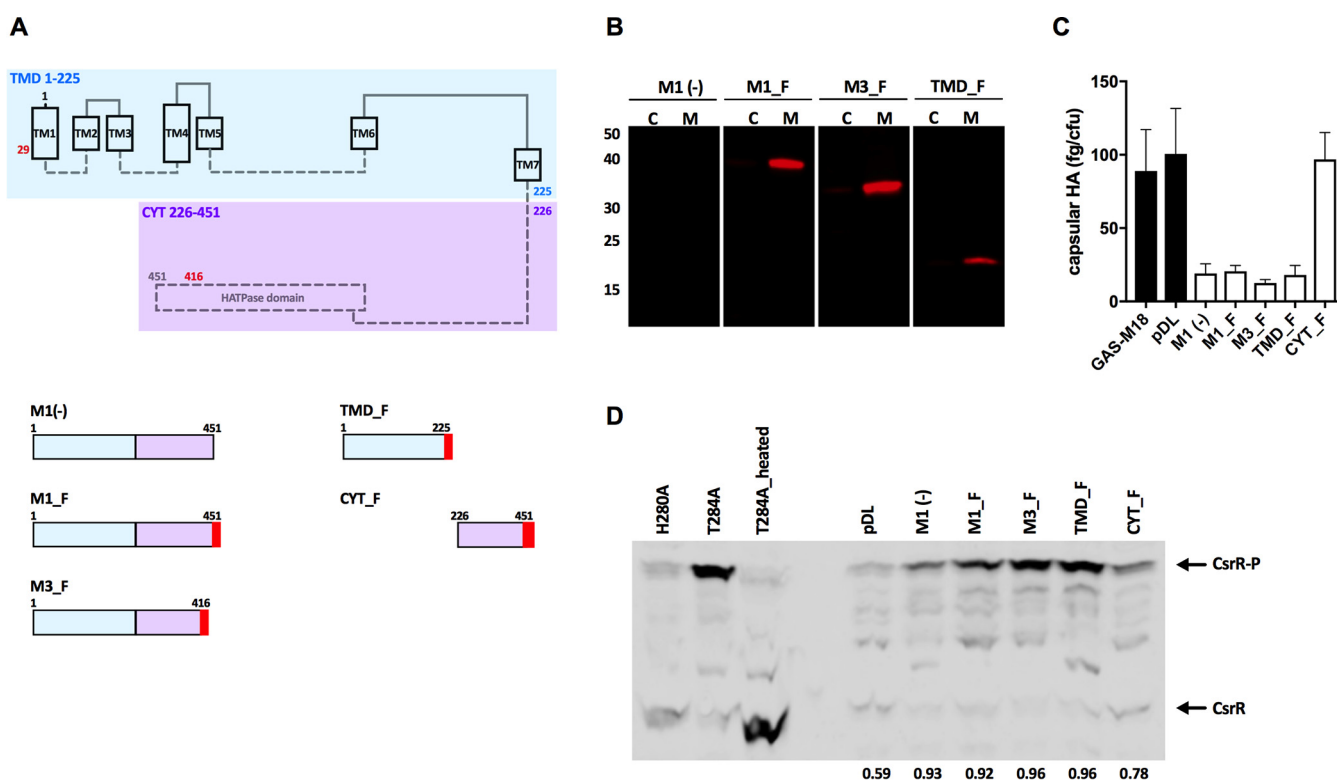 A
TMD 1-225
1
TM1
TM2
TM3
TM4
TM5
TM6
TM7
29
225
CYT 226-451
226
451
416
HATPase domain
M1(-)
1
451
TMD_F
1
225
M1_F
1
451
CYT_F
226
451
M3_F
1
416
B
M1 (-)
M1_F
M3_F
TMD_F
C M C M C M C M
50
40
30
25
15
C
capsular HA (fg/cfu)
150
100
50
0
GAS-M18
pDL
M1 (-)
M1_F
M3_F
TMD_F
CYT_F
D
H280A
T284A
T284A_heated
pDL
M1 (-)
M1_F
M3_F
TMD_F
CYT_F
CsrR-P
CsrR
0.59 0.93 0.92 0.96 0.96 0.78